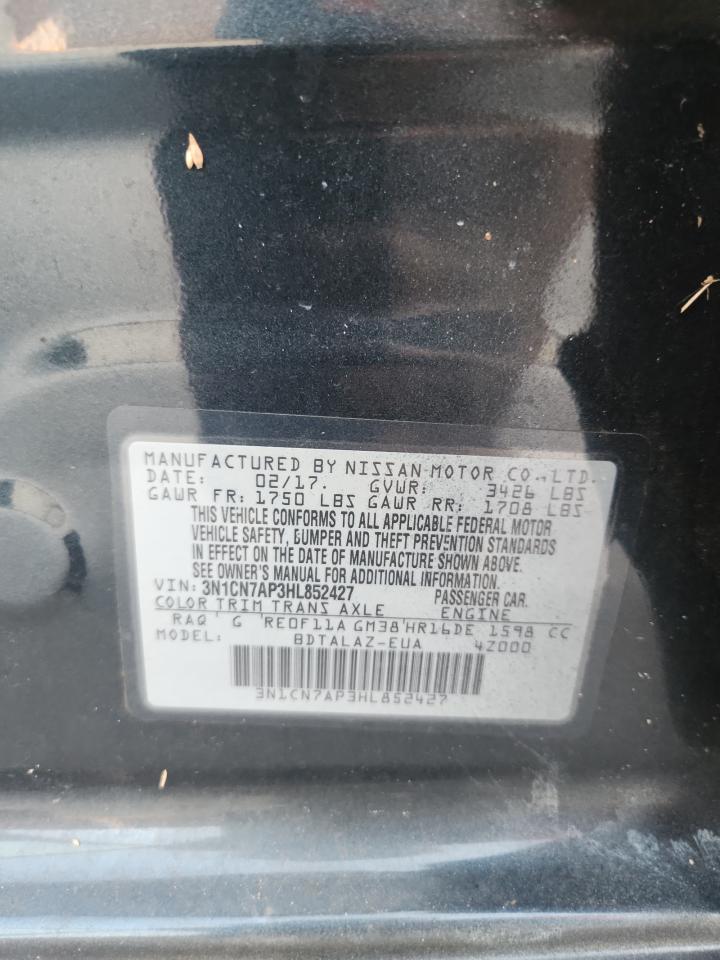 MANUFACTURED BY NISSAN MOTOR CO., LTD.
DATE: 02/17. GVWR: 3426 LBS
GAWR FR: 1750 LBS GAWR RR: 1708 LBS
THIS VEHICLE CONFORMS TO ALL APPLICABLE FEDERAL MOTOR
VEHICLE SAFETY, BUMPER AND THEFT PREVENTION STANDARDS
IN EFFECT ON THE DATE OF MANUFACTURE SHOWN ABOVE.
SEE OWNER'S MANUAL FOR ADDITIONAL INFORMATION.
VIN: 3N1CN7AP3HL852427 PASSENGER CAR.
COLOR TRIM TRANS AXLE ENGINE
RAQ G RE0F11A GM38 HR16DE 1598 CC
MODEL: BDTALAZ-EUA 4Z000
3N1CN7AP3HL852427